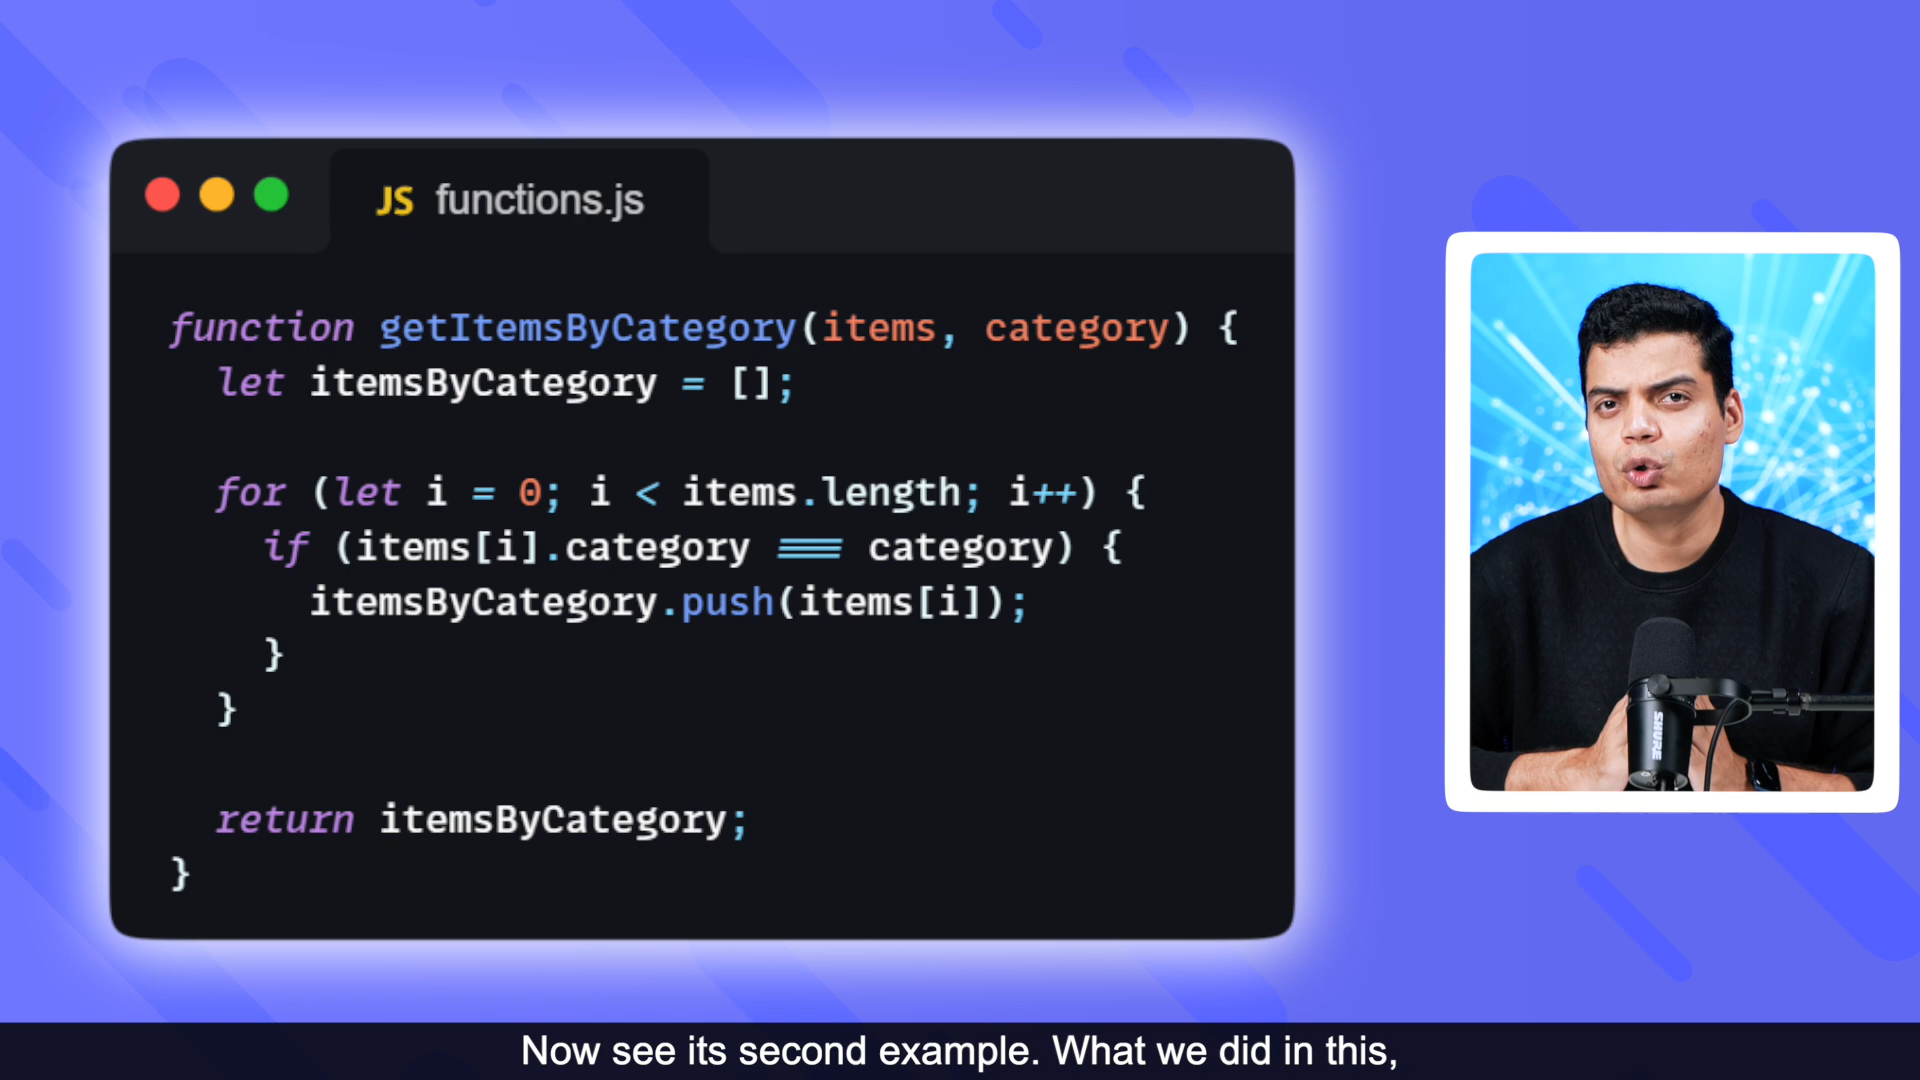 JS functions.js
function getItemsByCategory(items, category) {
let itemsByCategory = [];
for (let i = 0; i < items.length; i++) {
if (items[i].category === category) {
itemsByCategory.push(items[i]);
}
}
return itemsByCategory;
}
SHURE
Now see its second example. What we did in this,